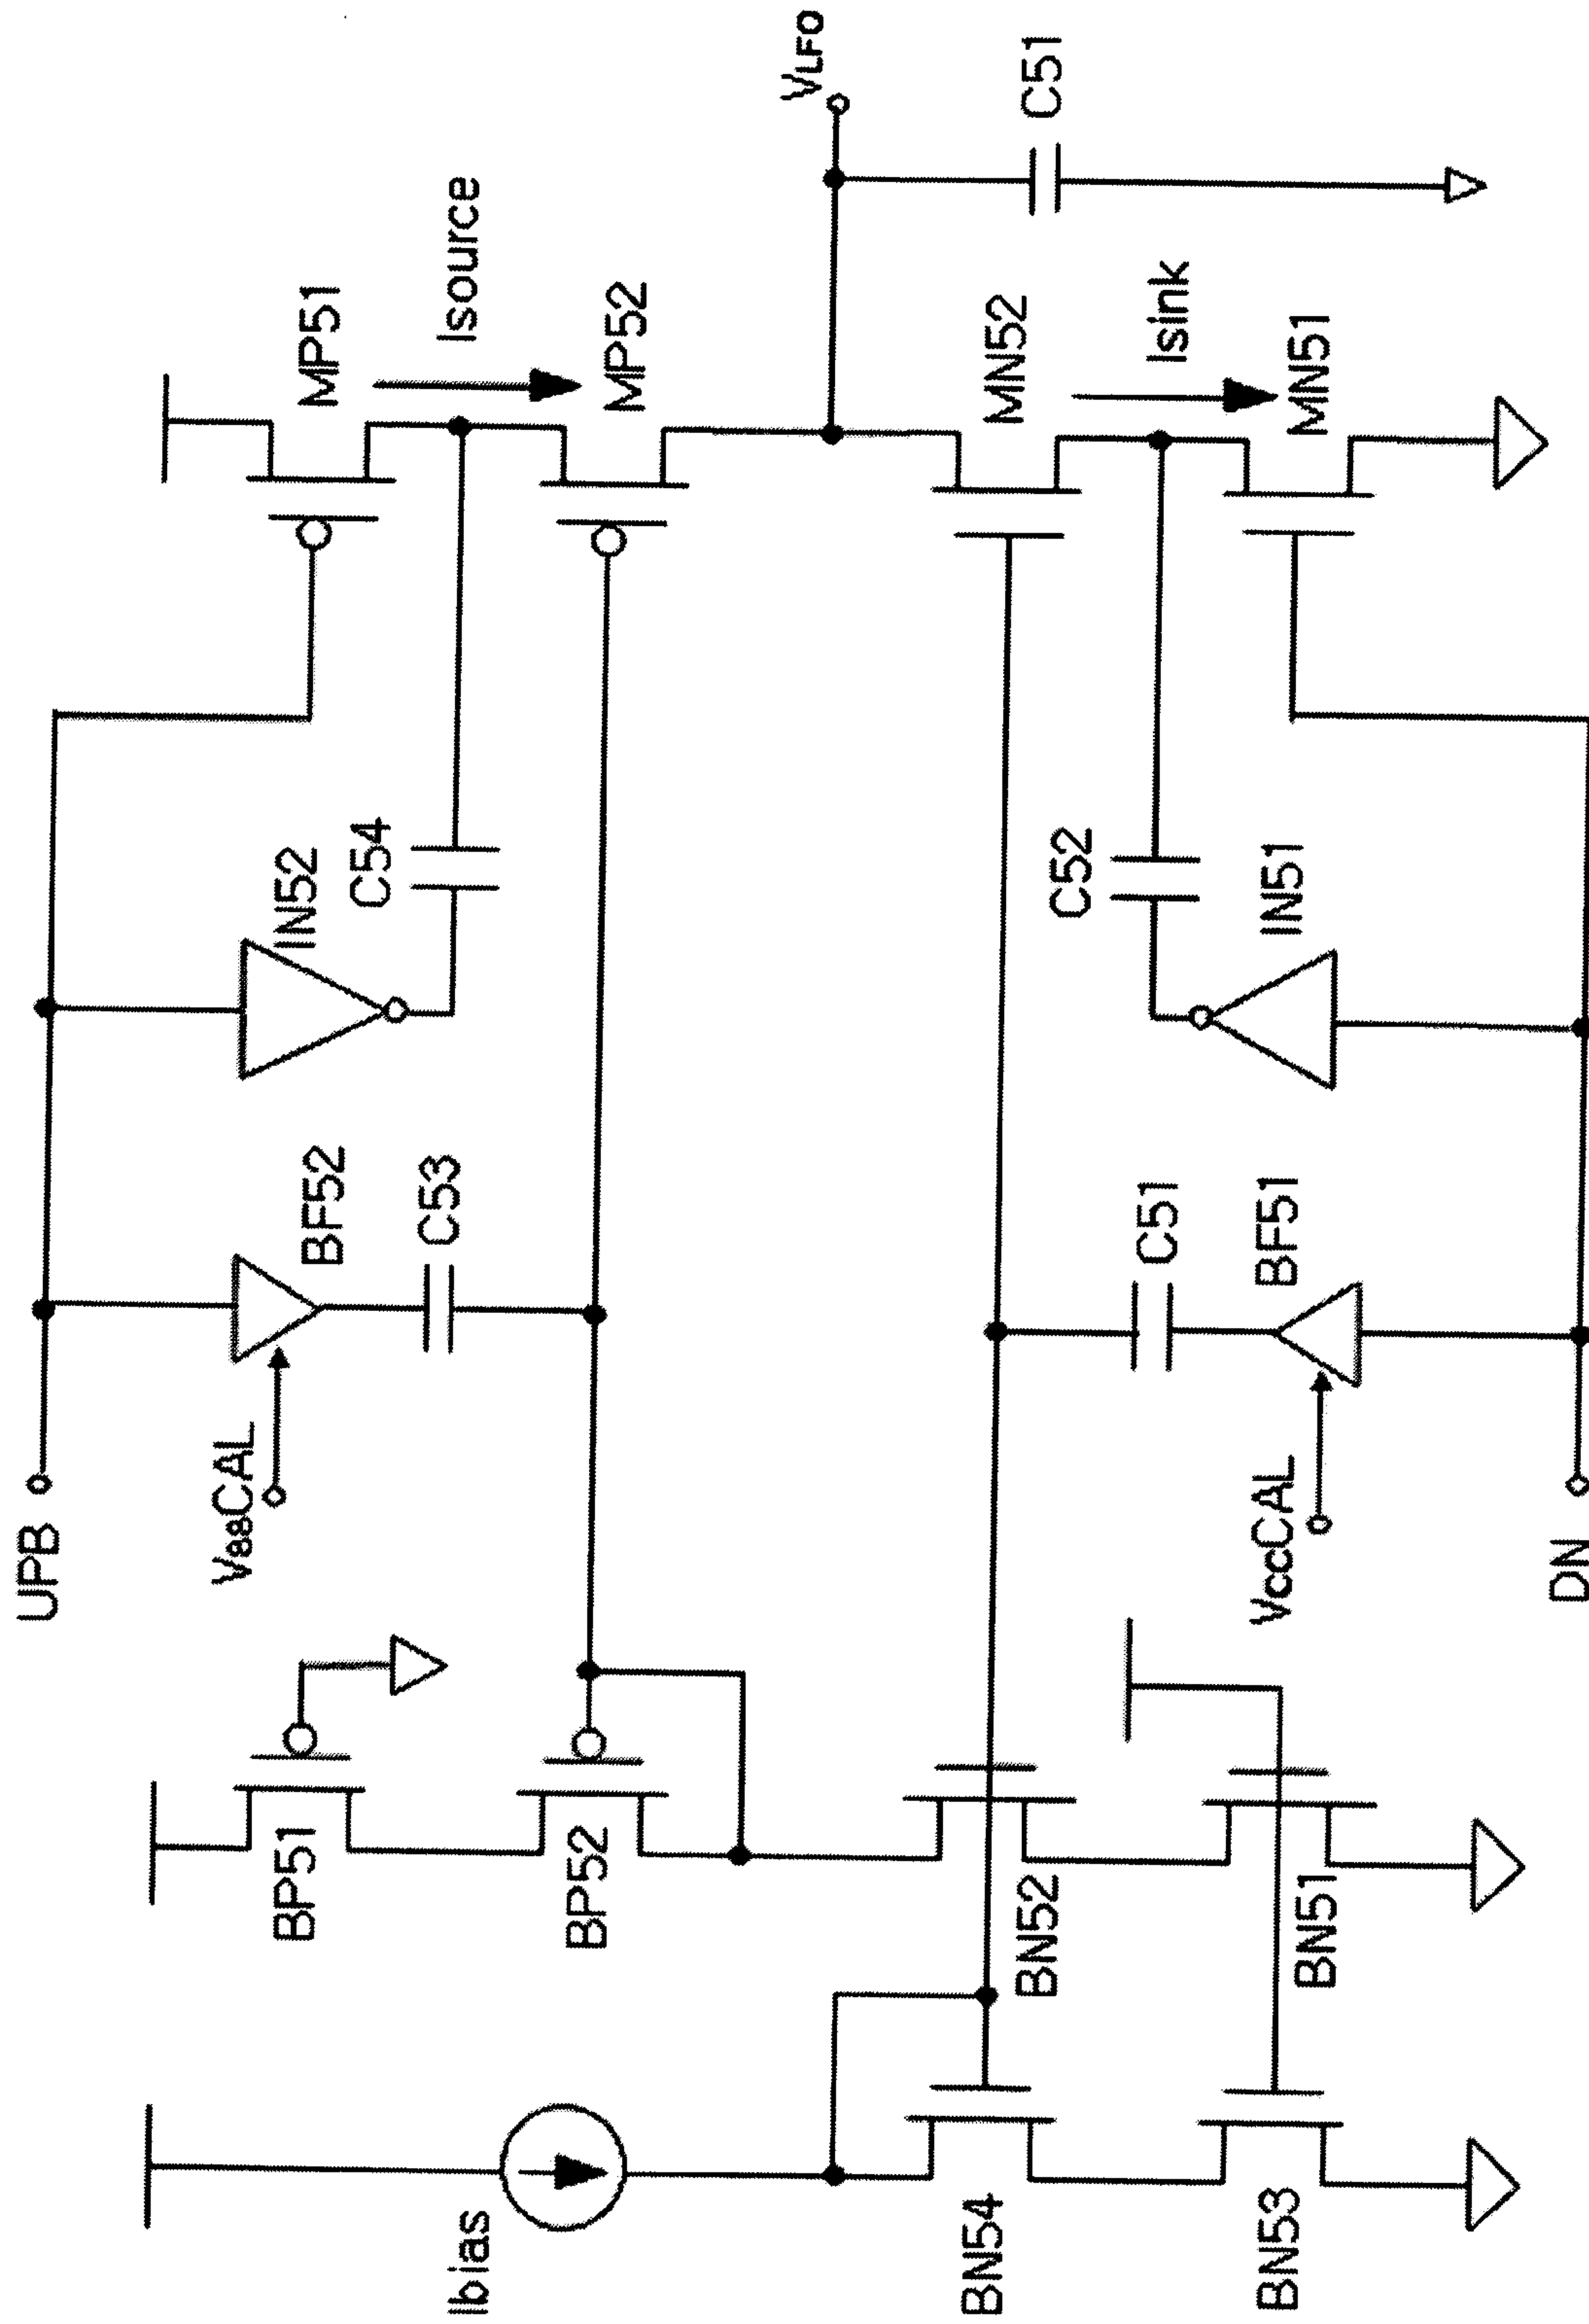 UPB
VssCAL
BF52
C53
IN52
C54
MP51
Isource
MP52
VLFO
C51
BP51
BP52
Ibias
BN54
BN52
BN53
BN51
C51
BF51
VccCAL
C52
IN51
MN52
Isink
MN51
DN